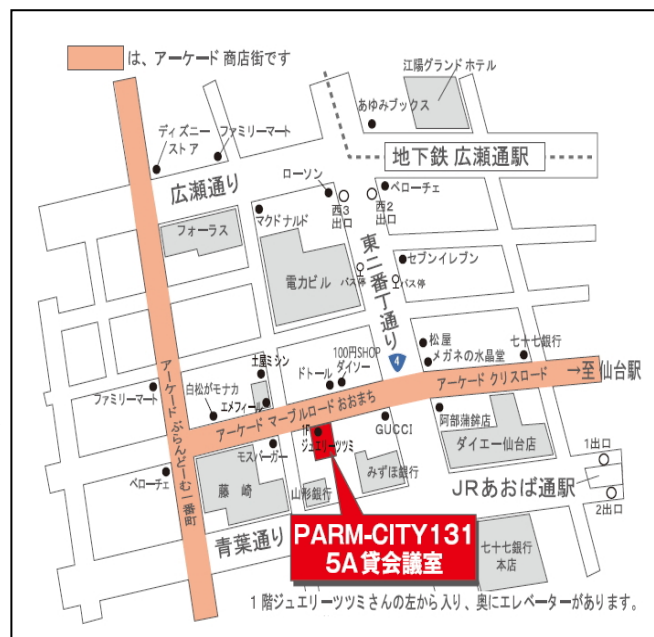 は、アーケード商店街です
江陽グランドホテル
あゆみブックス
ディズニー
ストア
ファミリーマート
地下鉄 広瀬通駅
広瀬通り
ローソン
西3
出口
西2
出口
ベローチェ
マクドナルド
フォーラス
電力ビル
東二番丁通り
セブンイレブン
バス停
バス停
4
松屋
メガネの水晶堂
七十七銀行
100円SHOP
ダイソー
ドトール
土屋ミシン
白松がモナカ
エメフィール
ファミリーマート
アーケード ぶらんどーむ一番町
アーケード マーブルロード おおまち
アーケード クリスロード
→至 仙台駅
阿部蒲鉾店
ダイエー仙台店
GUCCI
1F
ジュエリーツツミ
モスバーガー
ベローチェ
藤崎
山形銀行
みずほ銀行
1出口
JRあおば通駅
2出口
青葉通り
七十七銀行
本店
PARM-CITY131
5A貸会議室
1階ジュエリーツツミさんの左から入り、奥にエレベーターがあります。